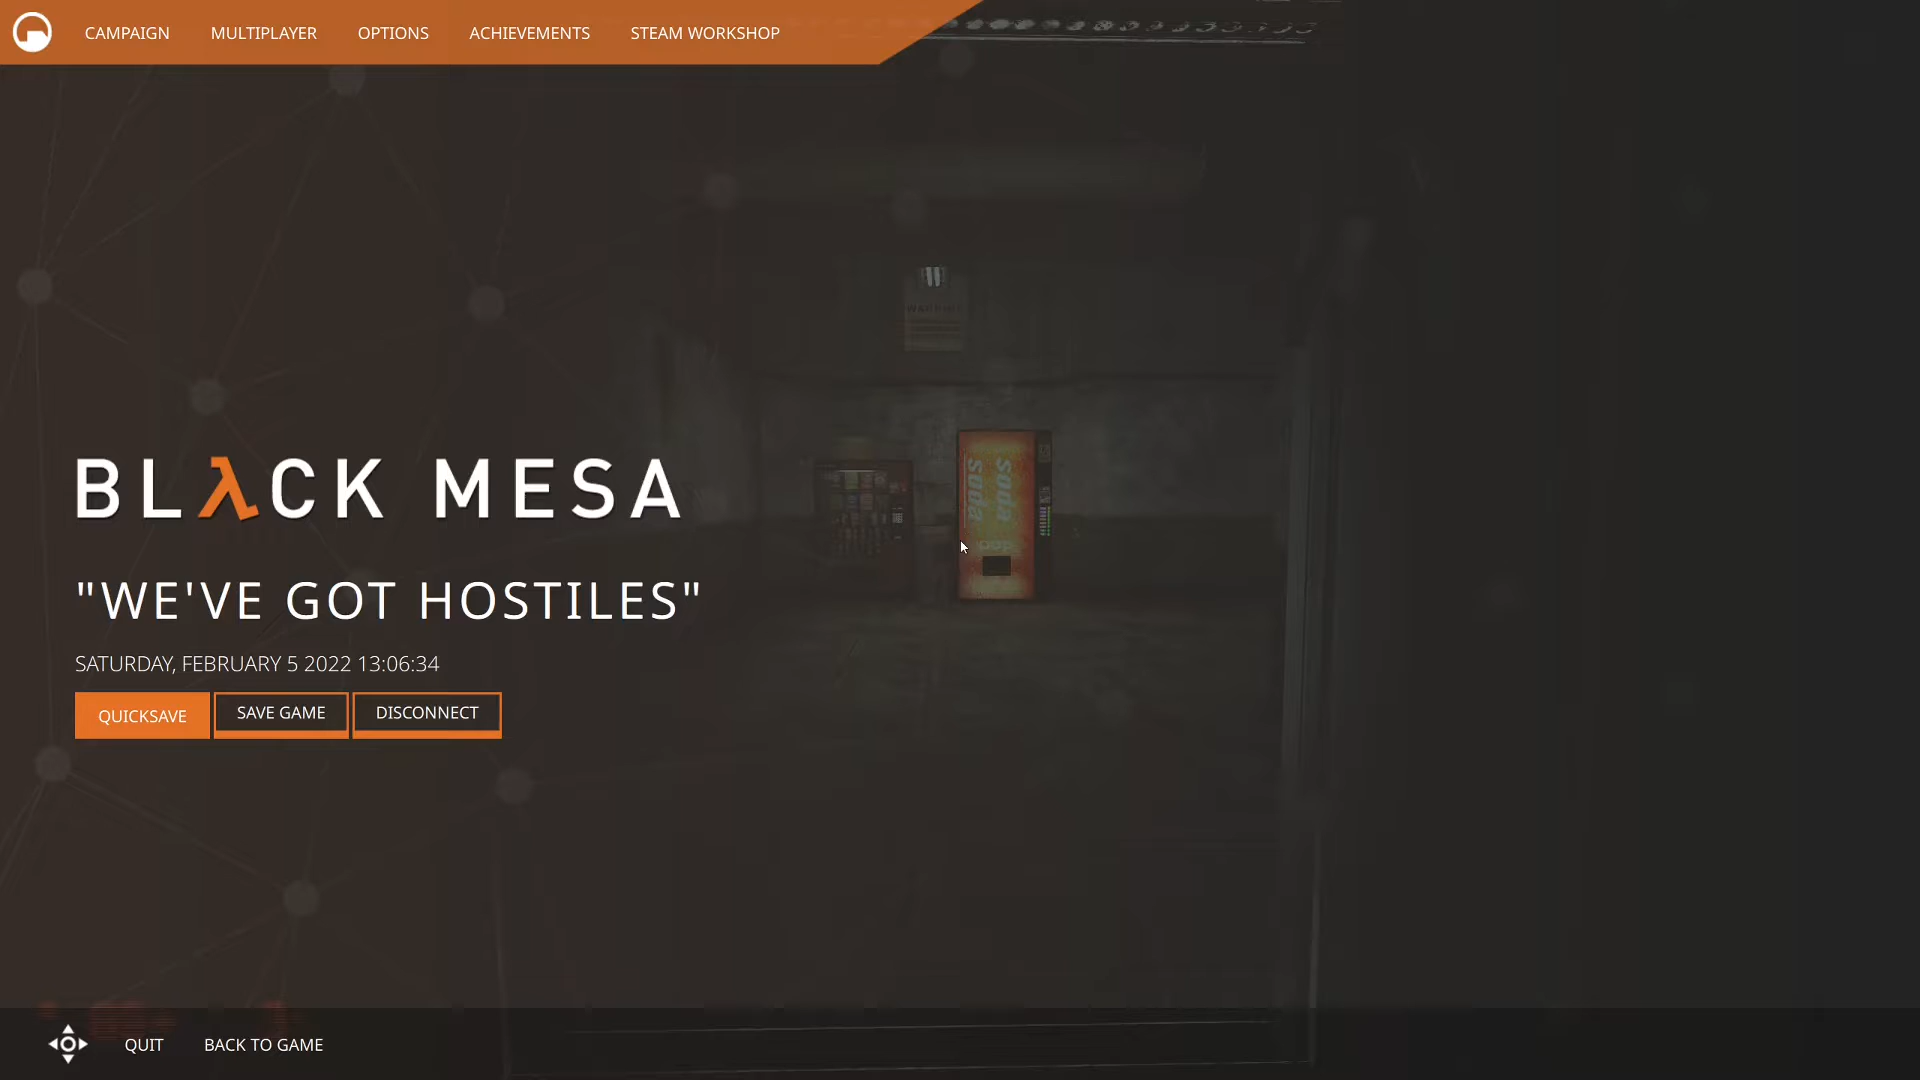 CAMPAIGN MULTIPLAYER OPTIONS ACHIEVEMENTS STEAM WORKSHOP
WARNING
soda soda
BLλCK MESA
"WE'VE GOT HOSTILES"
SATURDAY, FEBRUARY 5 2022 13:06:34
QUICKSAVE SAVE GAME DISCONNECT
QUIT BACK TO GAME